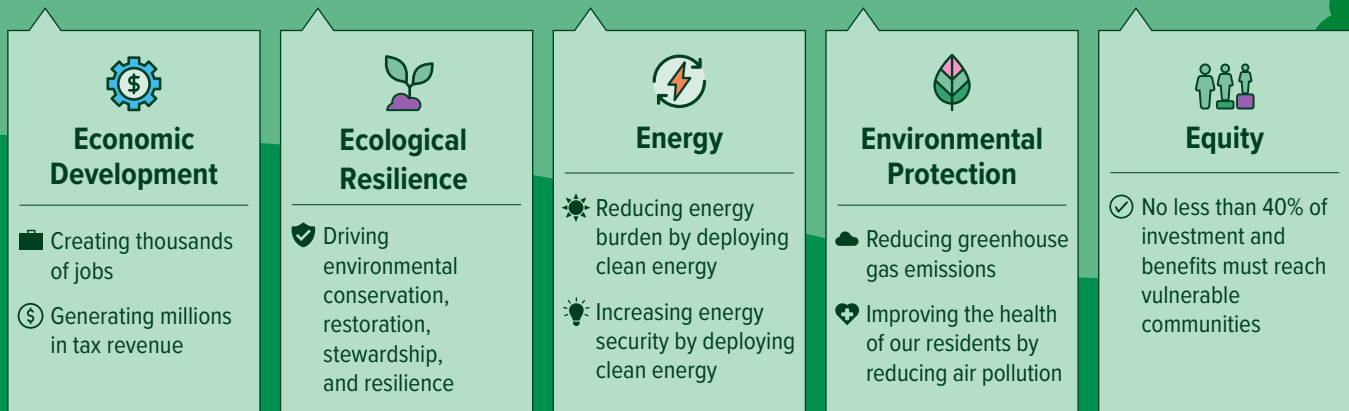 Economic
Development
Creating thousands
of jobs
$ Generating millions
in tax revenue
Ecological
Resilience
Driving
environmental
conservation,
restoration,
stewardship,
and resilience
Energy
Reducing energy
burden by deploying
clean energy
Increasing energy
security by deploying
clean energy
Environmental
Protection
Reducing greenhouse
gas emissions
Improving the health
of our residents by
reducing air pollution
Equity
No less than 40% of
investment and
benefits must reach
vulnerable
communities